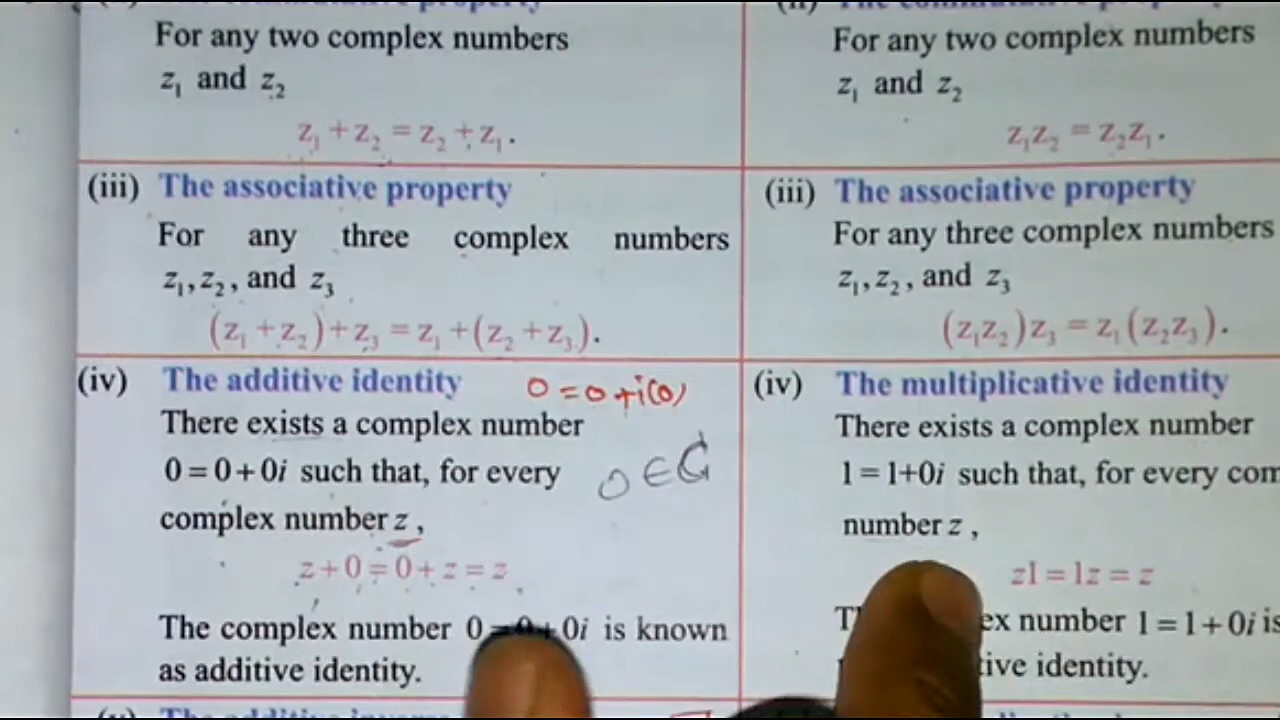 For any two complex numbers
z₁ and z₂
z₁ + z₂ = z₂ + z₁.
(iii) The associative property
For any three complex numbers
z₁, z₂, and z₃
(z₁ + z₂) + z₃ = z₁ + (z₂ + z₃).
(iv) The additive identity 0 = 0 + i(0)
There exists a complex number
0 = 0 + 0i such that, for every
0 ∈ ℂ
complex number z,
z + 0 = 0 + z = z
The complex number 0 = 0 + 0i is known
as additive identity.
For any two complex numbers
z₁ and z₂
z₁z₂ = z₂z₁.
(iii) The associative property
For any three complex numbers
z₁, z₂, and z₃
(z₁z₂)z₃ = z₁(z₂z₃).
(iv) The multiplicative identity
There exists a complex number
1 = 1+0i such that, for every com
number z,
z1 = 1z = z
ex number 1 = 1 + 0i is
tive identity.